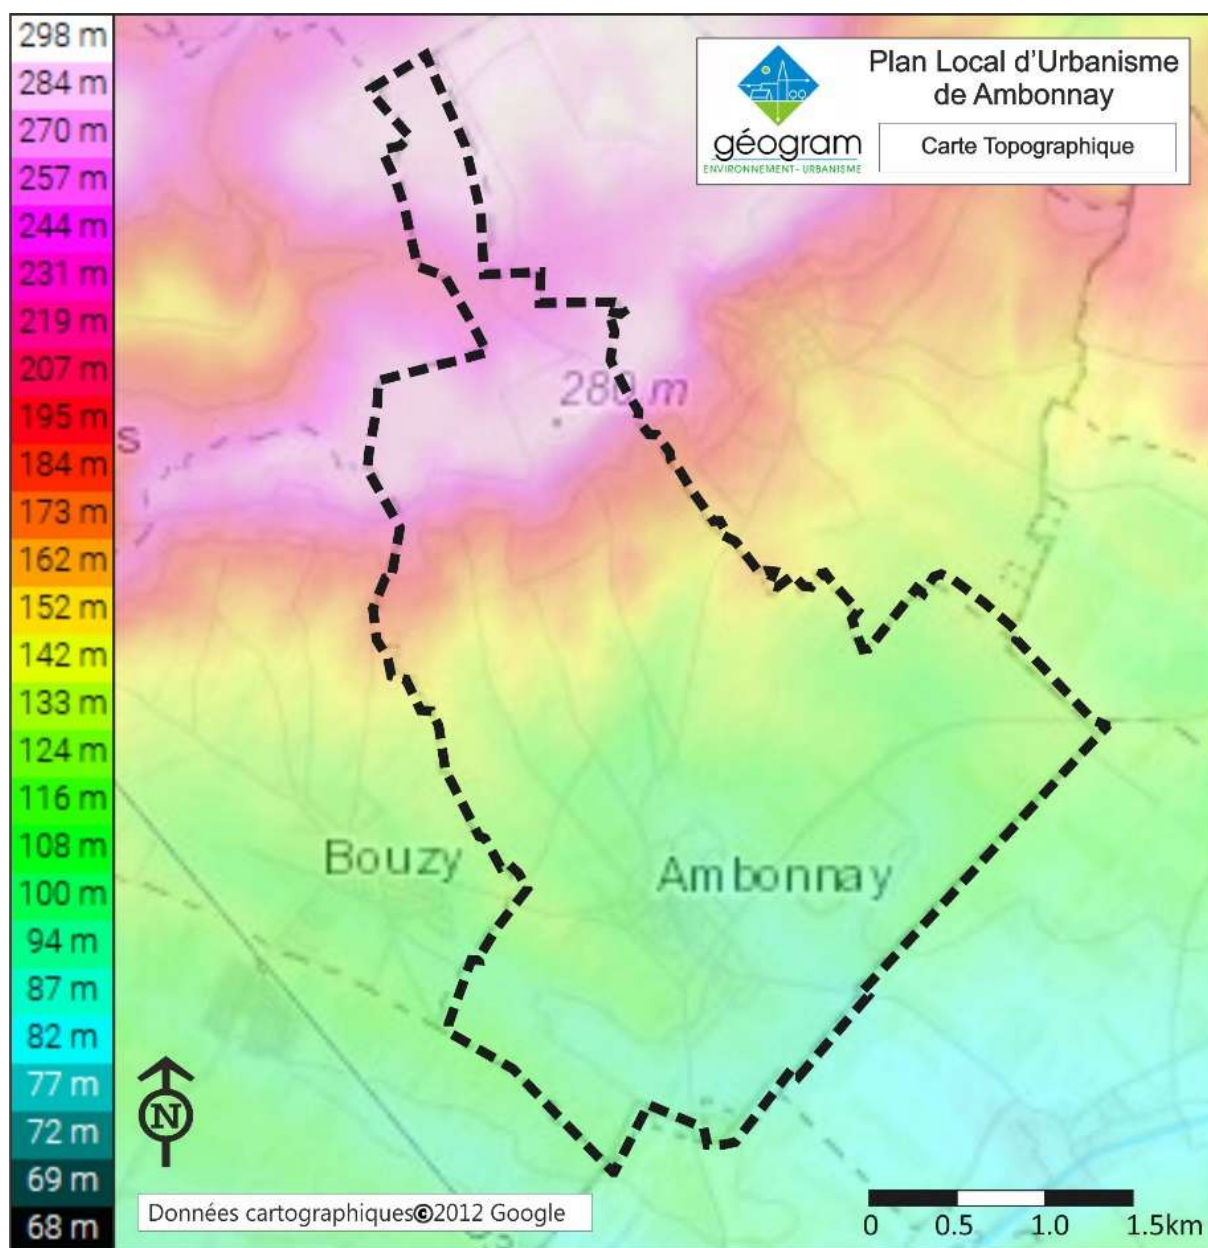 298 m
284 m
270 m
257 m
244 m
231 m
219 m
207 m
195 m
184 m
173 m
162 m
152 m
142 m
133 m
124 m
116 m
108 m
100 m
94 m
87 m
82 m
77 m
72 m
69 m
68 m
Plan Local d'Urbanisme
de Ambonnay
Carte Topographique
géogram
ENVIRONNEMENT - URBANISME
280 m
s
Bouzy
Ambonnay
N
Données cartographiques©2012 Google
0 0.5 1.0 1.5km